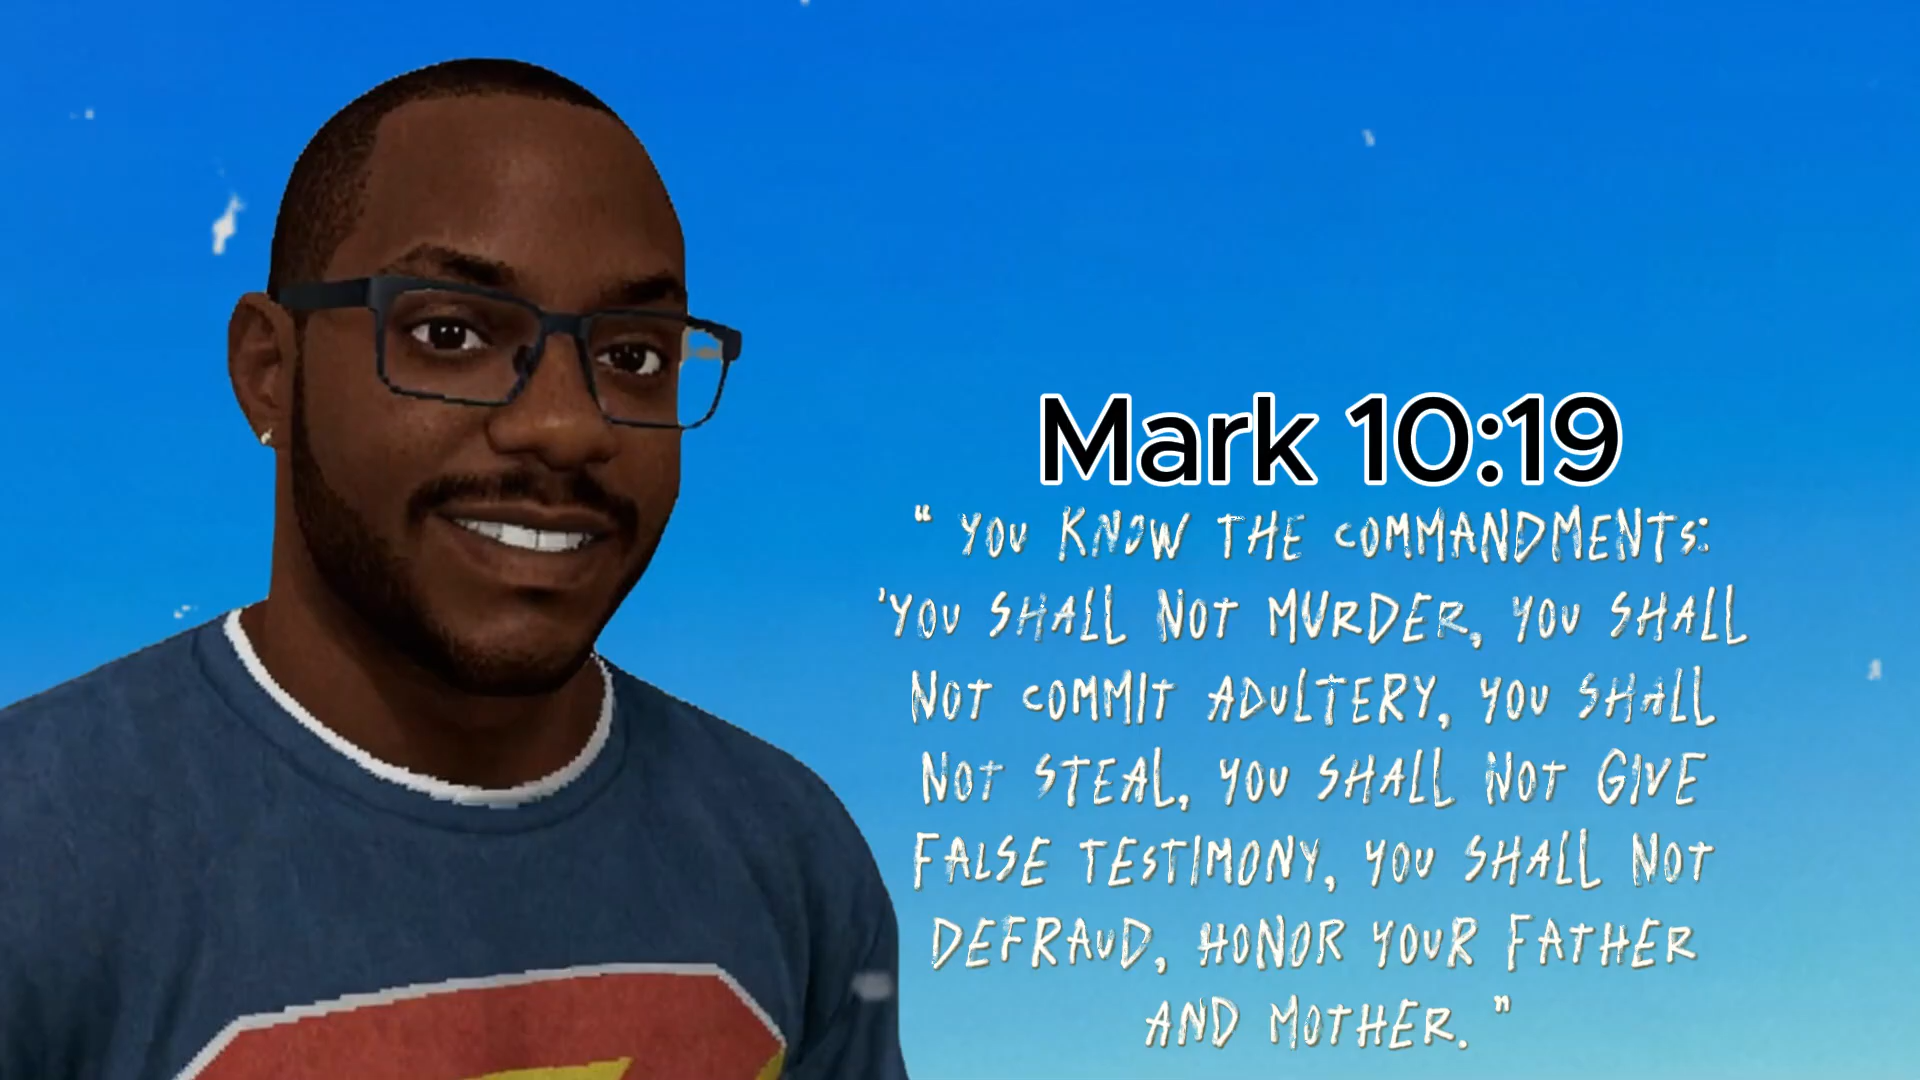 Mark 10:19
“ YOU KNOW THE COMMANDMENTS:
'YOU SHALL NOT MURDER, YOU SHALL
NOT COMMIT ADULTERY, YOU SHALL
NOT STEAL, YOU SHALL NOT GIVE
FALSE TESTIMONY, YOU SHALL NOT
DEFRAUD, HONOR YOUR FATHER
AND MOTHER. ”